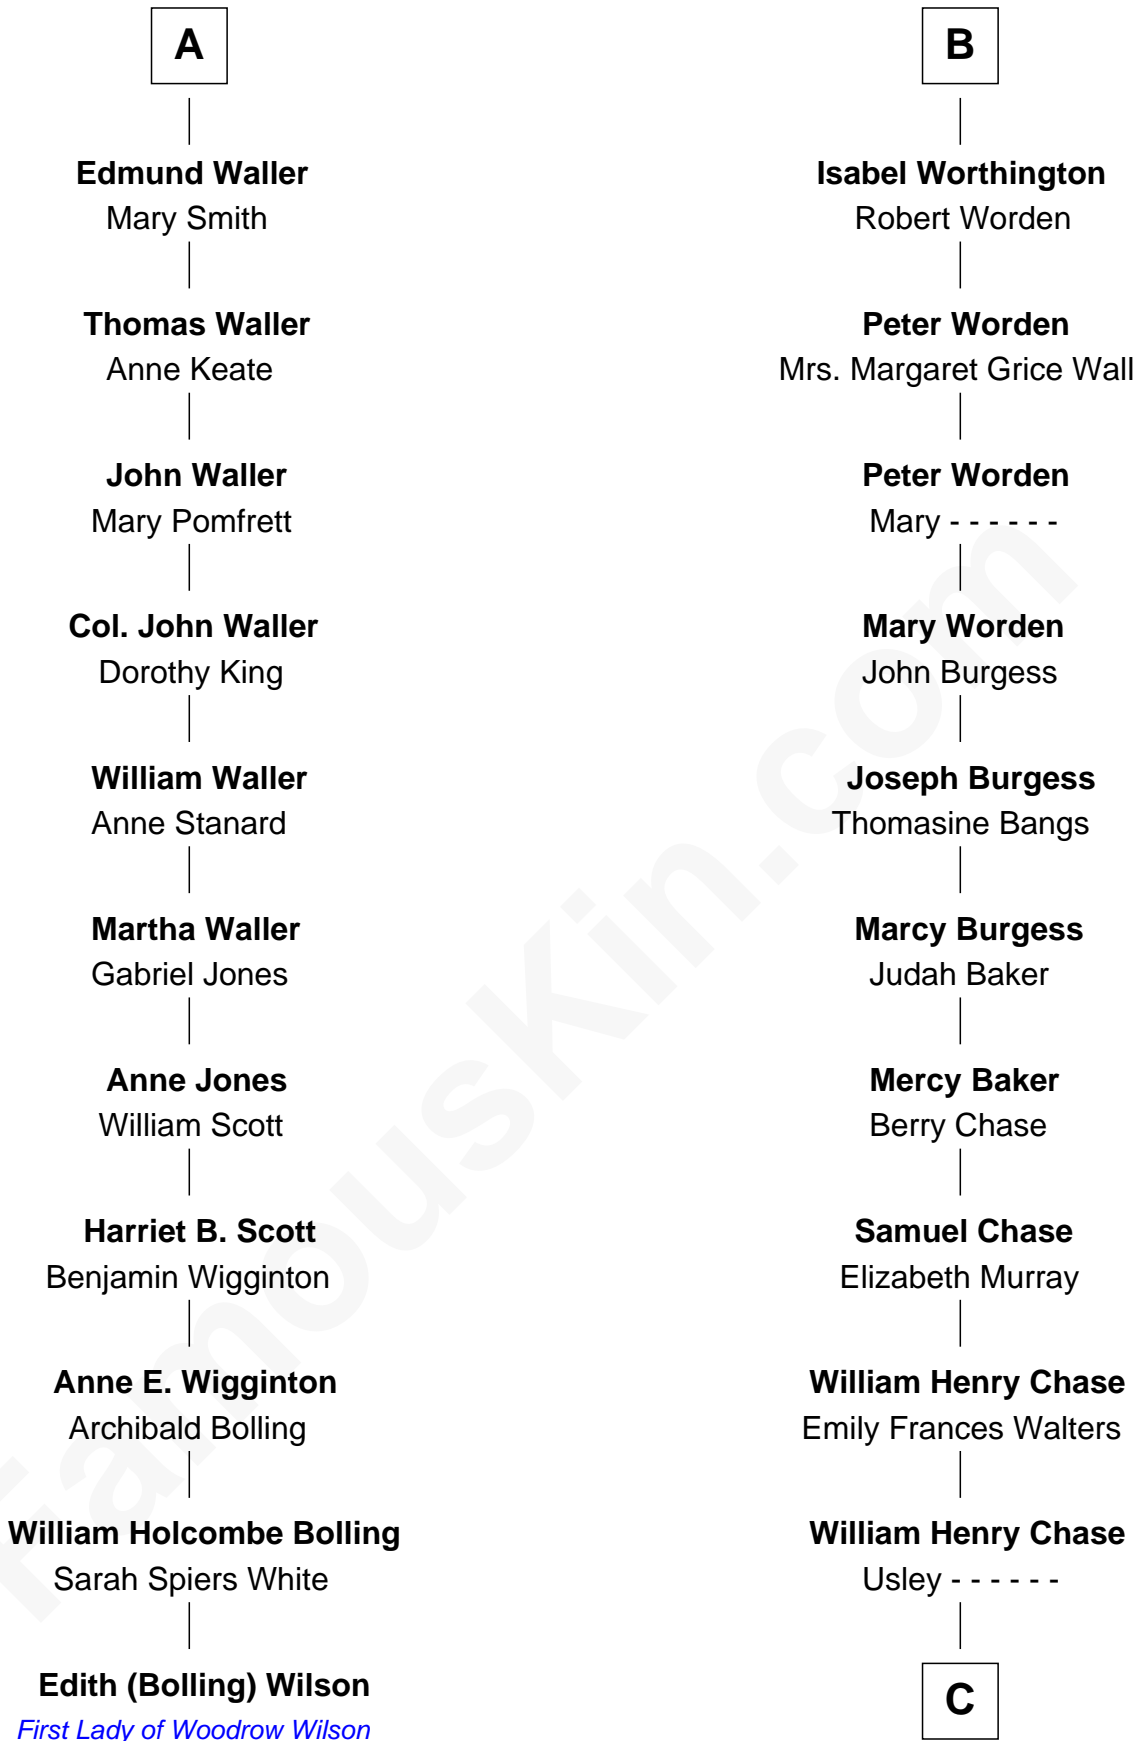 A
Edmund Waller
Mary Smith
Thomas Waller
Anne Keate
John Waller
Mary Pomfrett
Col. John Waller
Dorothy King
William Waller
Anne Stanard
Martha Waller
Gabriel Jones
Anne Jones
William Scott
Harriet B. Scott
Benjamin Wigginton
Anne E. Wigginton
Archibald Bolling
William Holcombe Bolling
Sarah Spiers White
Edith (Bolling) Wilson
First Lady of Woodrow Wilson
B
Isabel Worthington
Robert Worden
Peter Worden
Mrs. Margaret Grice Wall
Peter Worden
Mary - - - - - -
Mary Worden
John Burgess
Joseph Burgess
Thomasine Bangs
Marcy Burgess
Judah Baker
Mercy Baker
Berry Chase
Samuel Chase
Elizabeth Murray
William Henry Chase
Emily Frances Walters
William Henry Chase
Usley - - - - - -
C
FamousKin.com